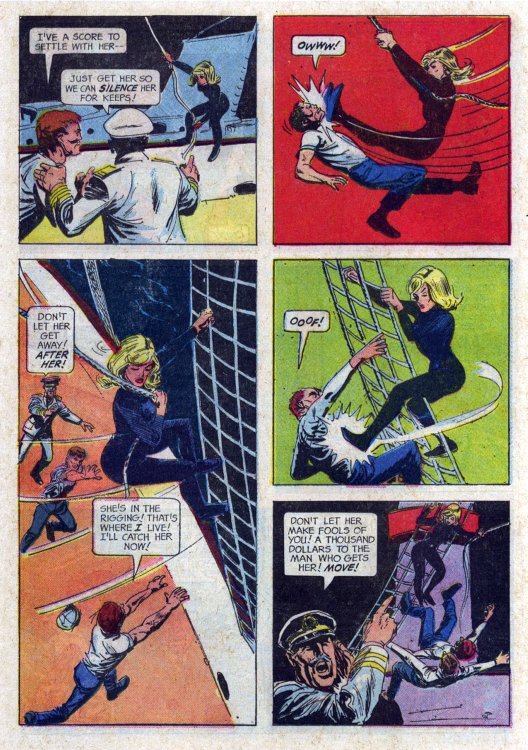 I'VE A SCORE TO
SETTLE WITH HER--
JUST GET HER SO
WE CAN SILENCE HER
FOR KEEPS!
OWWW!
DON'T
LET HER
GET
AWAY!
AFTER
HER!
SHE'S IN THE
RIGGING! THAT'S
WHERE I LIVE!
I'LL CATCH HER
NOW!
OOOF!
DON'T LET HER
MAKE FOOLS OF
YOU! A THOUSAND
DOLLARS TO THE
MAN WHO GETS
HER! MOVE!